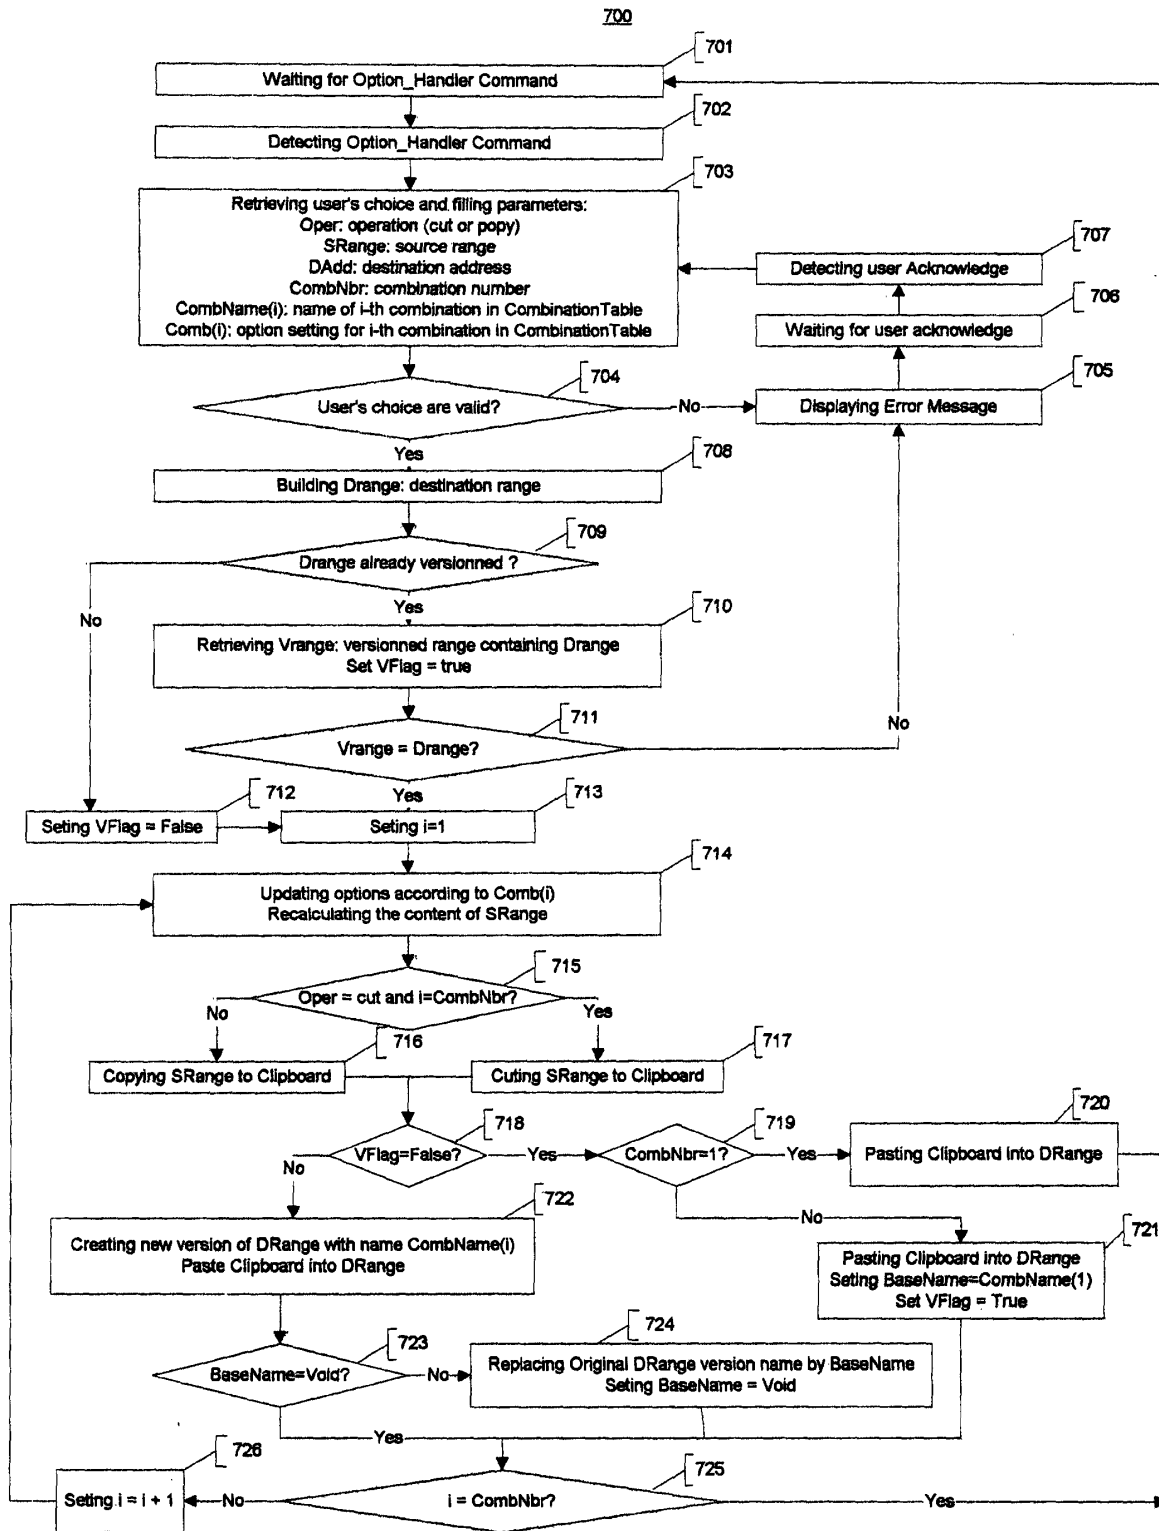 700
701
Waiting for Option_Handler Command
702
Detecting Option_Handler Command
703
Retrieving user's choice and filling parameters:
Oper: operation (cut or popy)
SRange: source range
DAdd: destination address
CombNbr: combination number
CombName(i): name of i-th combination in CombinationTable
Comb(i): option setting for i-th combination in CombinationTable
707
Detecting user Acknowledge
706
Waiting for user acknowledge
704
User's choice are valid?
No
705
Displaying Error Message
Yes
708
Building Drange: destination range
709
Drange already versionned ?
No
Yes
710
Retrieving Vrange: versionned range containing Drange
Set VFlag = true
711
Vrange = Drange?
No
Yes
712
Seting VFlag = False
713
Seting i=1
714
Updating options according to Comb(i)
Recalculating the content of SRange
715
Oper = cut and i=CombNbr?
No
Yes
716
Copying SRange to Clipboard
717
Cuting SRange to Clipboard
718
VFlag=False?
Yes
No
719
CombNbr=1?
Yes
No
720
Pasting Clipboard into DRange
722
Creating new version of DRange with name CombName(i)
Paste Clipboard into DRange
721
Pasting Clipboard into DRange
Seting BaseName=CombName(1)
Set VFlag = True
723
BaseName=Void?
No
Yes
724
Replacing Original DRange version name by BaseName
Seting BaseName = Void
726
Seting i = i + 1
No
725
i = CombNbr?
Yes